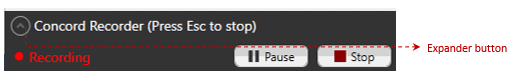 Concord Recorder (Press Esc to stop)
Expander button
Recording Pause Stop